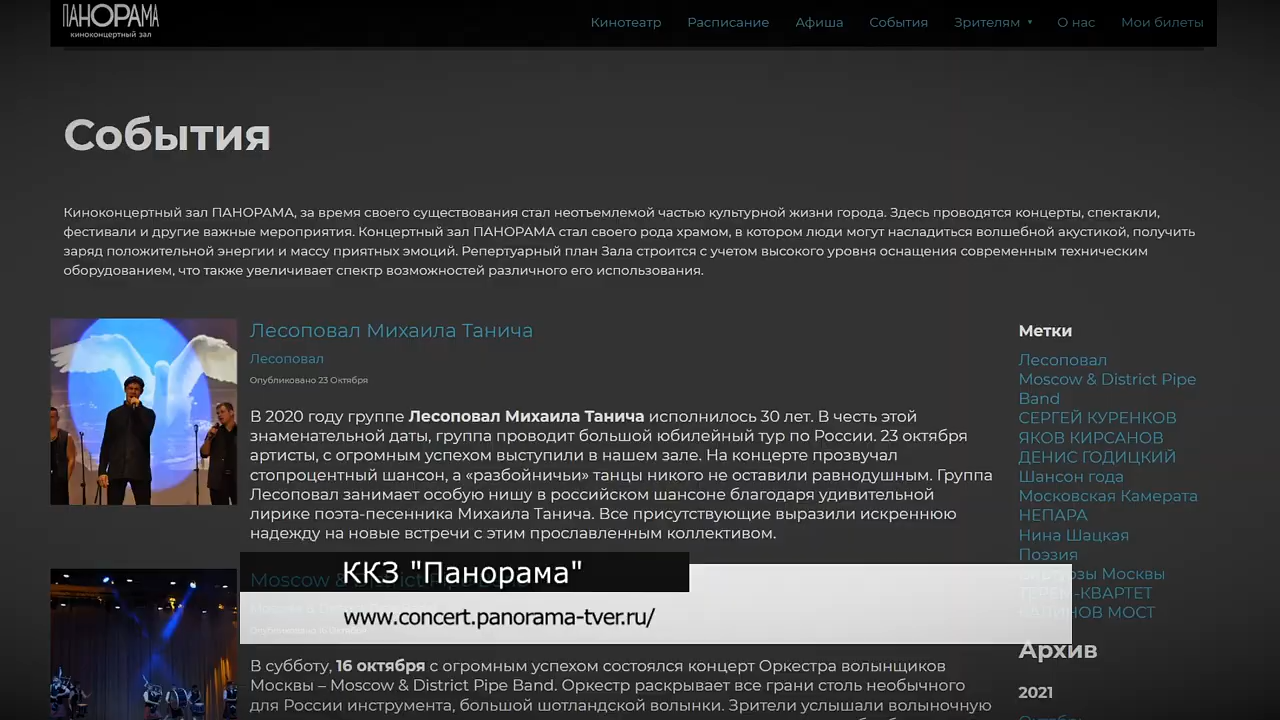 ПАНОРАМА
киноконцертный зал
Кинотеатр Расписание Афиша События Зрителям О нас Мои билеты
События
Киноконцертный зал ПАНОРАМА, за время своего существования стал неотъемлемой частью культурной жизни города. Здесь проводятся концерты, спектакли,
фестивали и другие важные мероприятия. Концертный зал ПАНОРАМА стал своего рода храмом, в котором люди могут насладиться волшебной акустикой, получить
заряд положительной энергии и массу приятных эмоций. Репертуарный план Зала строится с учетом высокого уровня оснащения современным техническим
оборудованием, что также увеличивает спектр возможностей различного его использования.
Лесоповал Михаила Танича
Лесоповал
Опубликовано 23 Октября
В 2020 году группе Лесоповал Михаила Танича исполнилось 30 лет. В честь этой
знаменательной даты, группа проводит большой юбилейный тур по России. 23 октября
артисты, с огромным успехом выступили в нашем зале. На концерте прозвучал
стопроцентный шансон, а «разбойничьи» танцы никого не оставили равнодушным. Группа
Лесоповал занимает особую нишу в российском шансоне благодаря удивительной
лирике поэта-песенника Михаила Танича. Все присутствующие выразили искреннюю
надежду на новые встречи с этим прославленным коллективом.
Метки
Лесоповал
Moscow & District Pipe
Band
СЕРГЕЙ КУРЕНКОВ
ЯКОВ КИРСАНОВ
ДЕНИС ГОДИЦКИЙ
Шансон года
Московская Камерата
НЕПАРА
Нина Шацкая
Поэзия
Виртуозы Москвы
ТЕРЕМ-КВАРТЕТ
КАЛИНОВ МОСТ
Архив
2021
Moscow & District Pipe Band
ККЗ "Панорама"
www.concert.panorama-tver.ru/
В субботу, 16 октября с огромным успехом состоялся концерт Оркестра волынщиков
Москвы – Moscow & District Pipe Band. Оркестр раскрывает все грани столь необычного
для России инструмента, большой шотландской волынки. Зрители услышали волыночную